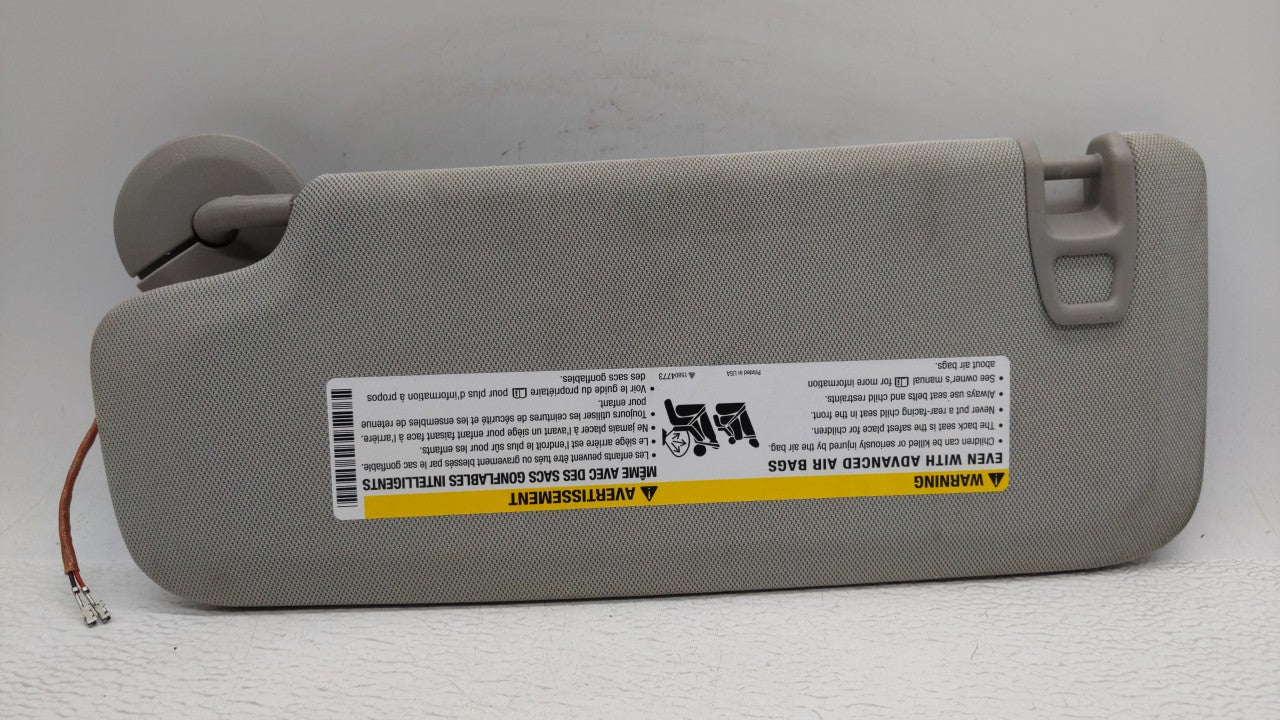 WARNING
EVEN WITH ADVANCED AIR BAGS
• Children can be killed or seriously injured by the air bag.
• The back seat is the safest place for children.
• Never put a rear-facing child seat in the front.
• Always use seat belts and child restraints.
• See owner's manual for more information
about air bags.
Printed in USA
15804773
AVERTISSEMENT
MÊME AVEC DES SACS GONFLABLES INTELLIGENTS
• Les enfants peuvent être tués ou gravement blessés par le sac gonflable.
• Le siège arrière est l'endroit le plus sûr pour les enfants.
• Ne jamais placer à l'avant un siège pour enfant faisant face à l'arrière.
• Toujours utiliser les ceintures de sécurité et les ensembles de retenue
pour enfant.
• Voir le guide du propriétaire pour plus d'information à propos
des sacs gonflables.